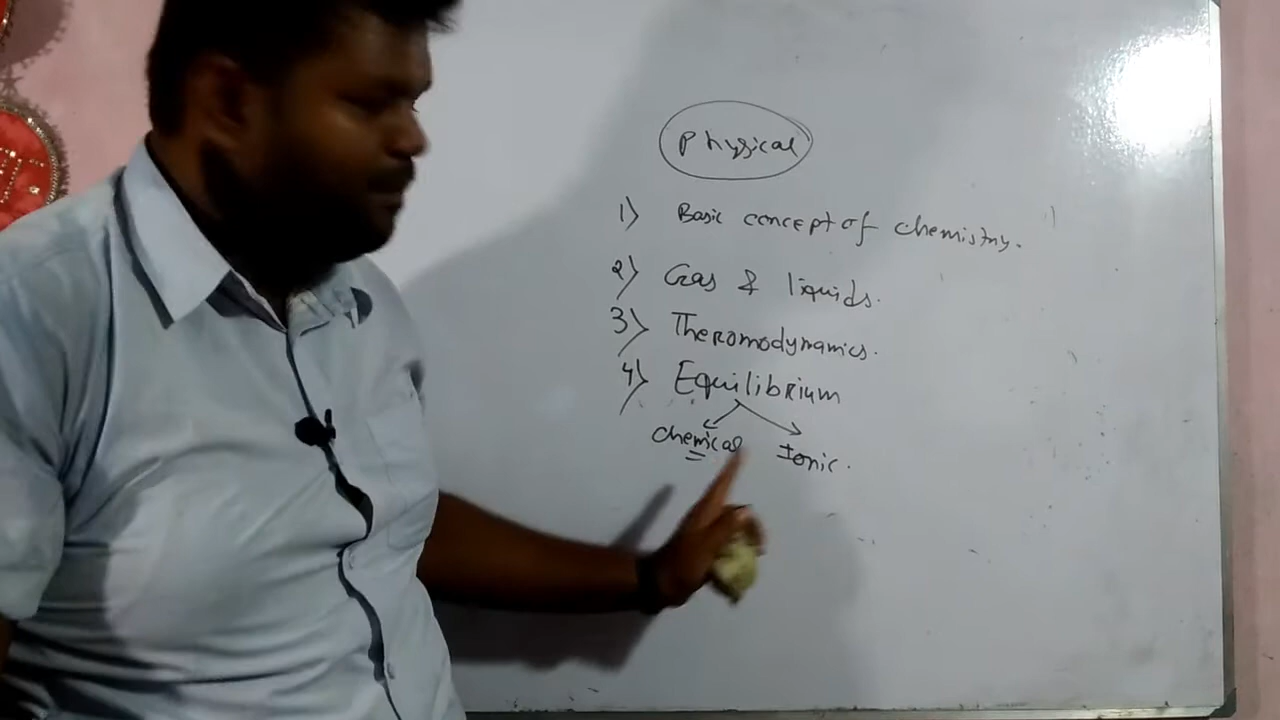 Physical
1) Basic concept of chemistry.
2) Gas & liquids.
3) Theromodynamics.
4) Equilibrium
chemical Ionic.